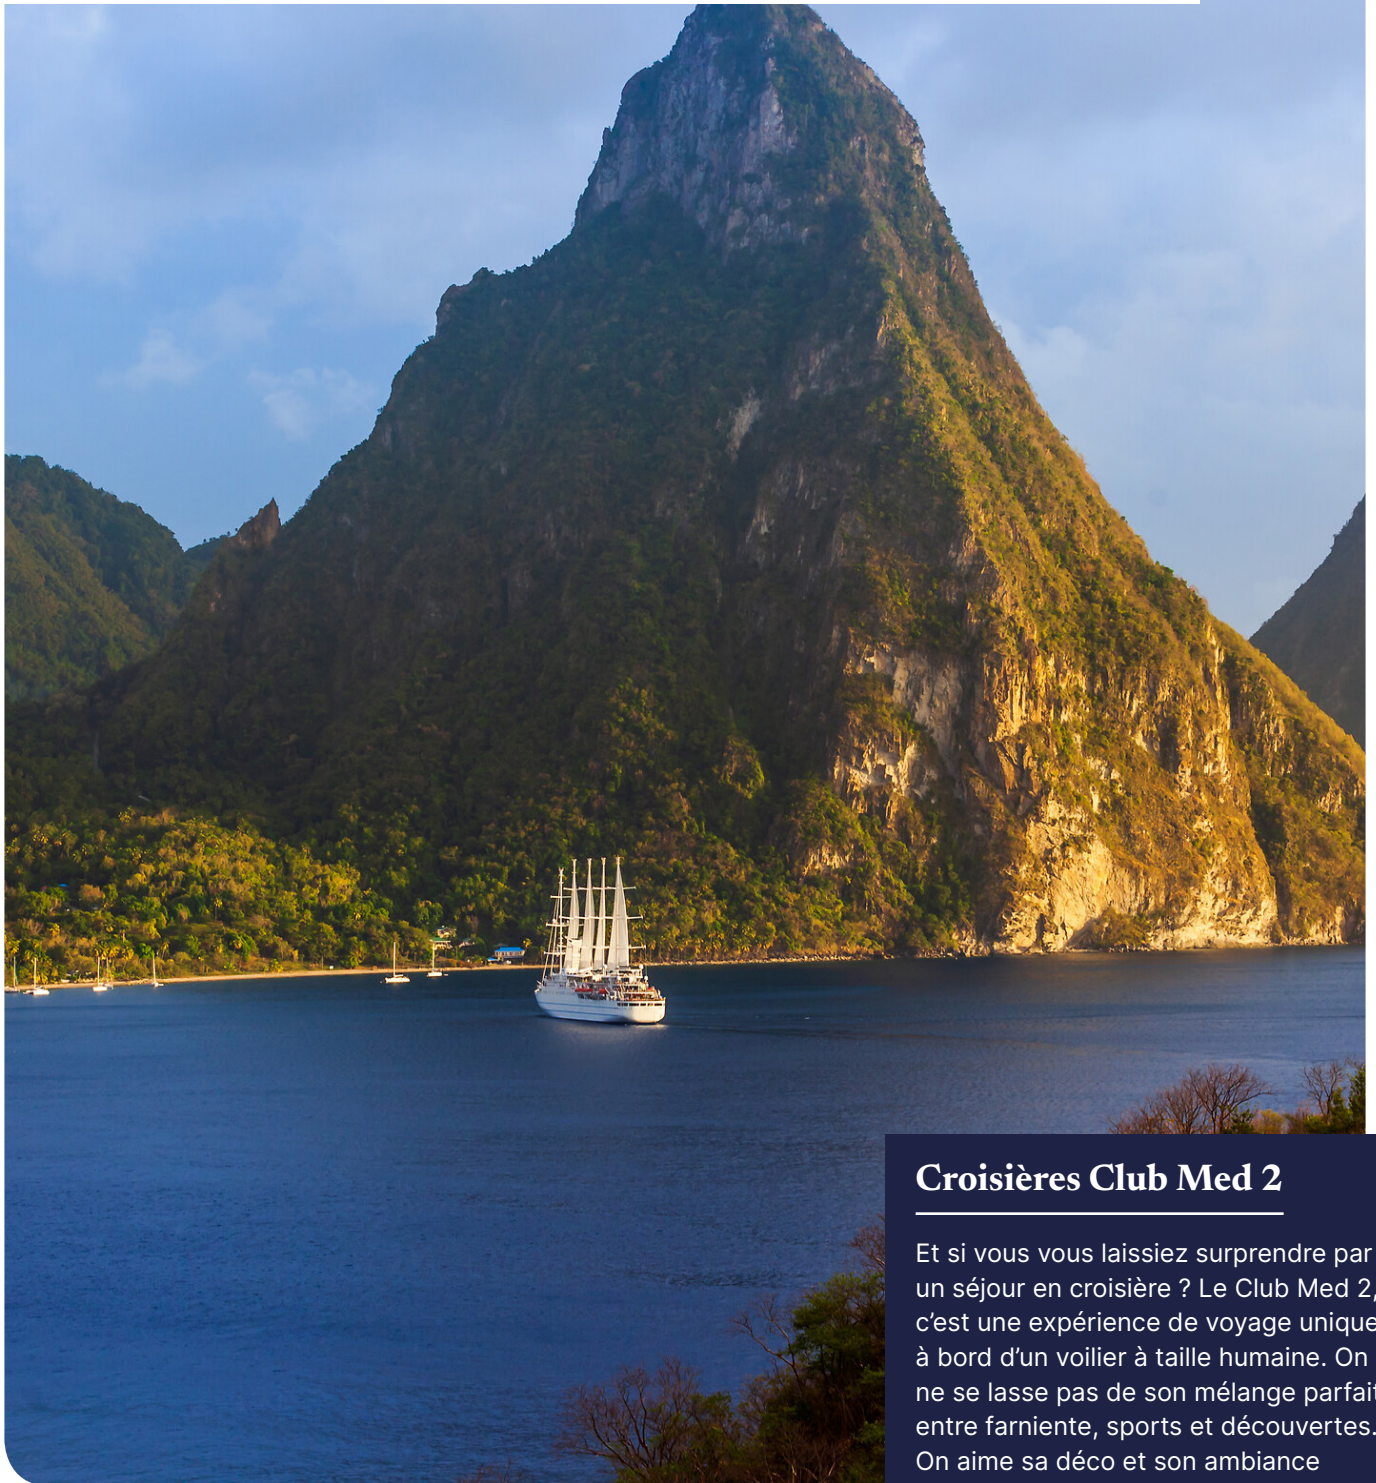 Croisières Club Med 2
Et si vous vous laissiez surprendre par
un séjour en croisière ? Le Club Med 2,
c’est une expérience de voyage unique
à bord d’un voilier à taille humaine. On
ne se lasse pas de son mélange parfait
entre farniente, sports et découvertes.
On aime sa déco et son ambiance